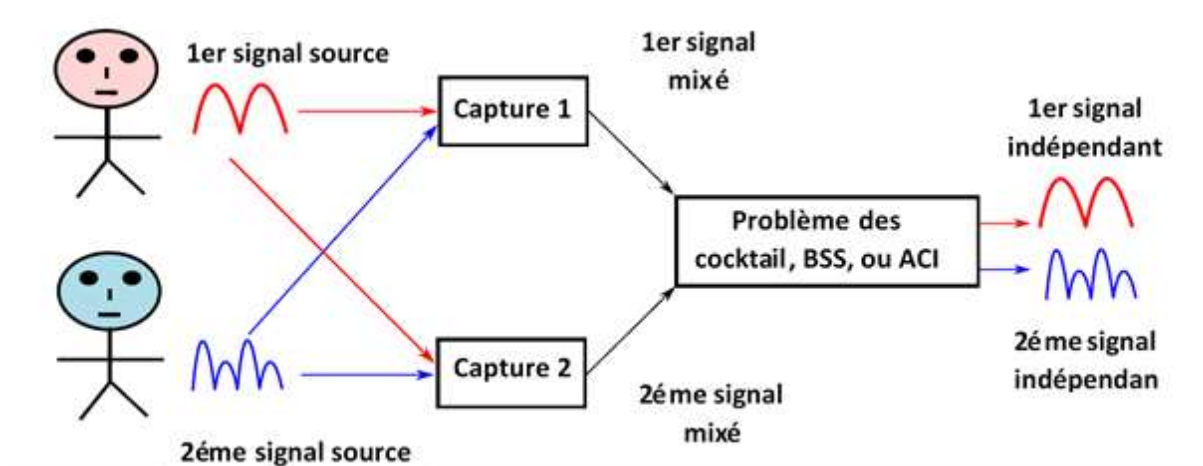 1er signal source
Capture 1
1er signal
mixé
1er signal
indépendant
Problème des
cocktail, BSS, ou ACI
Capture 2
2éme signal
mixé
2éme signal
indépendan
2éme signal source